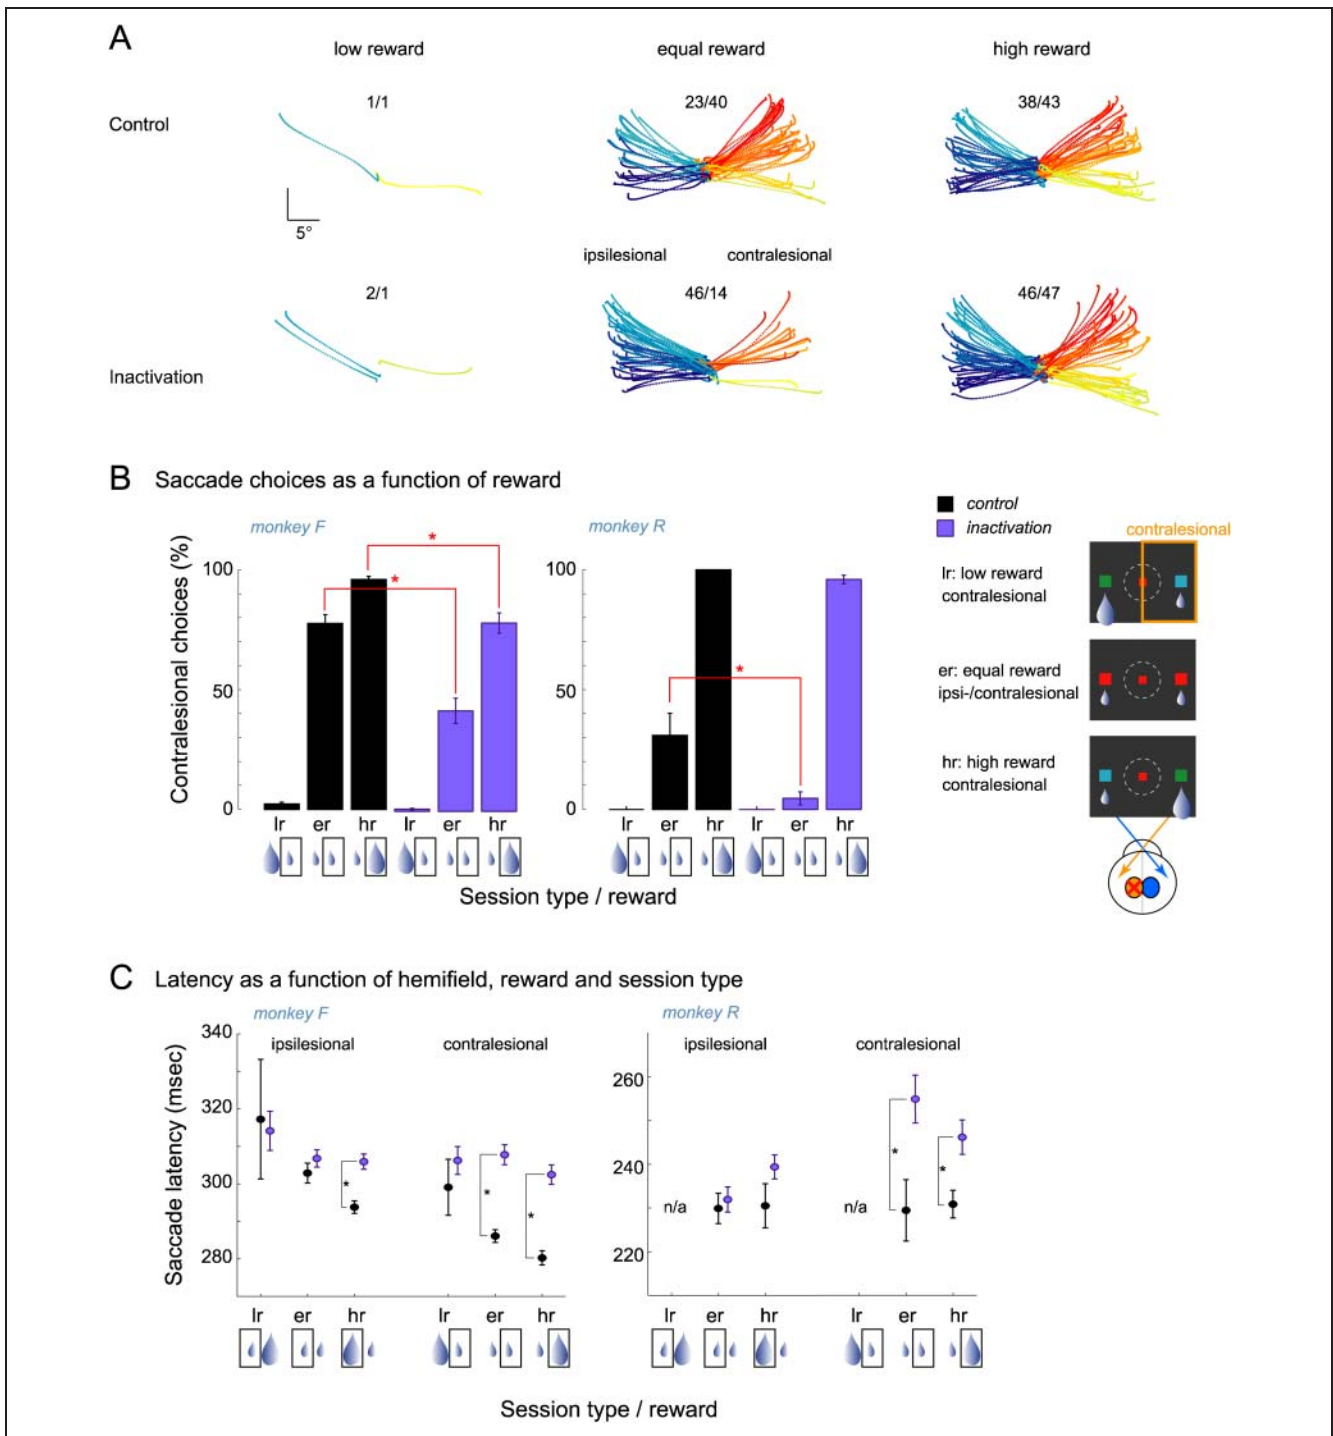 A
low reward
equal reward
high reward
Control
1/1
23/40
38/43
5°
ipsilesional
contralesional
Inactivation
2/1
46/14
46/47
B Saccade choices as a function of reward
monkey F
monkey R
Contralesional choices (%)
100
50
0
*
*
lr er hr lr er hr
100
50
0
*
lr er hr lr er hr
Session type / reward
control
inactivation
contralesional
lr: low reward
contralesional
er: equal reward
ipsi-/contralesional
hr: high reward
contralesional
C Latency as a function of hemifield, reward and session type
monkey F
monkey R
Saccade latency (msec)
340
320
300
280
ipsilesional
contralesional
*
*
*
lr er hr
lr er hr
260
240
220
ipsilesional
contralesional
n/a
n/a
*
*
lr er hr
lr er hr
Session type / reward